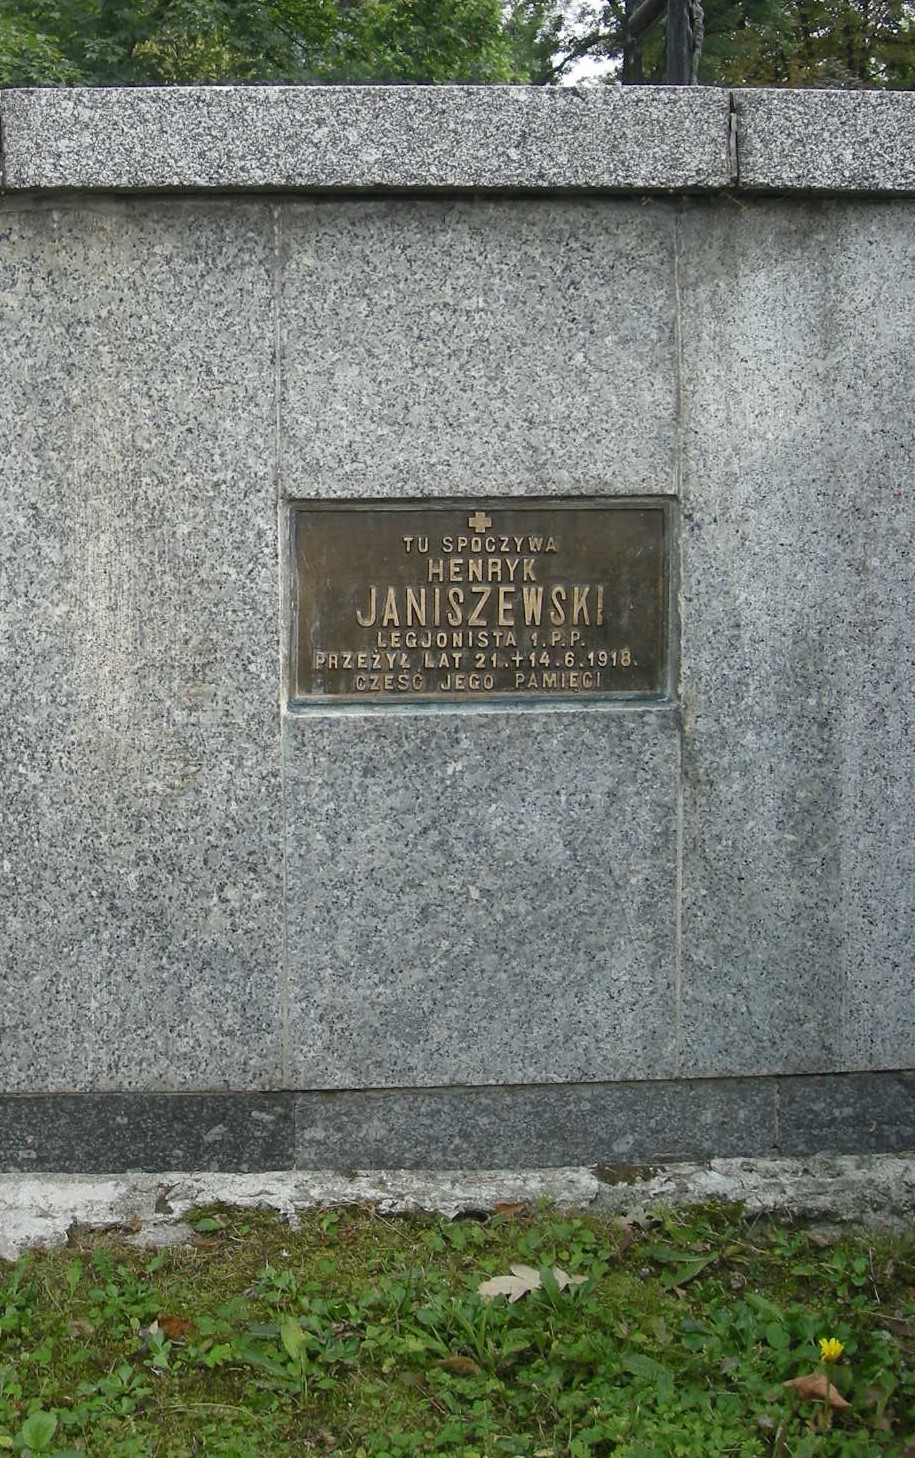 TU SPOCZYWA
HENRYK
JANISZEWSKI
LEGJONISTA 1.P.P.
PRZEŻYŁ LAT 21.+14.6.1918.
CZEŚĆ JEGO PAMIĘCI